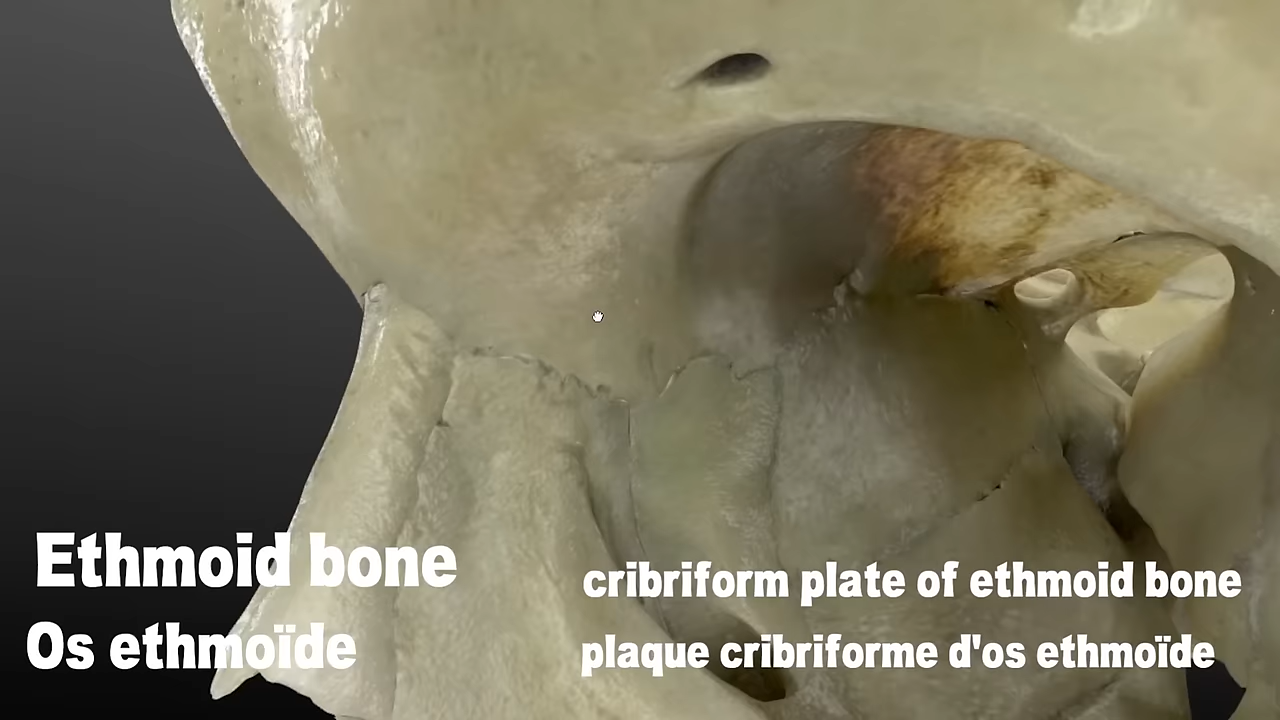 Ethmoid bone
Os ethmoïde
cribriform plate of ethmoid bone
plaque cribriforme d'os ethmoïde